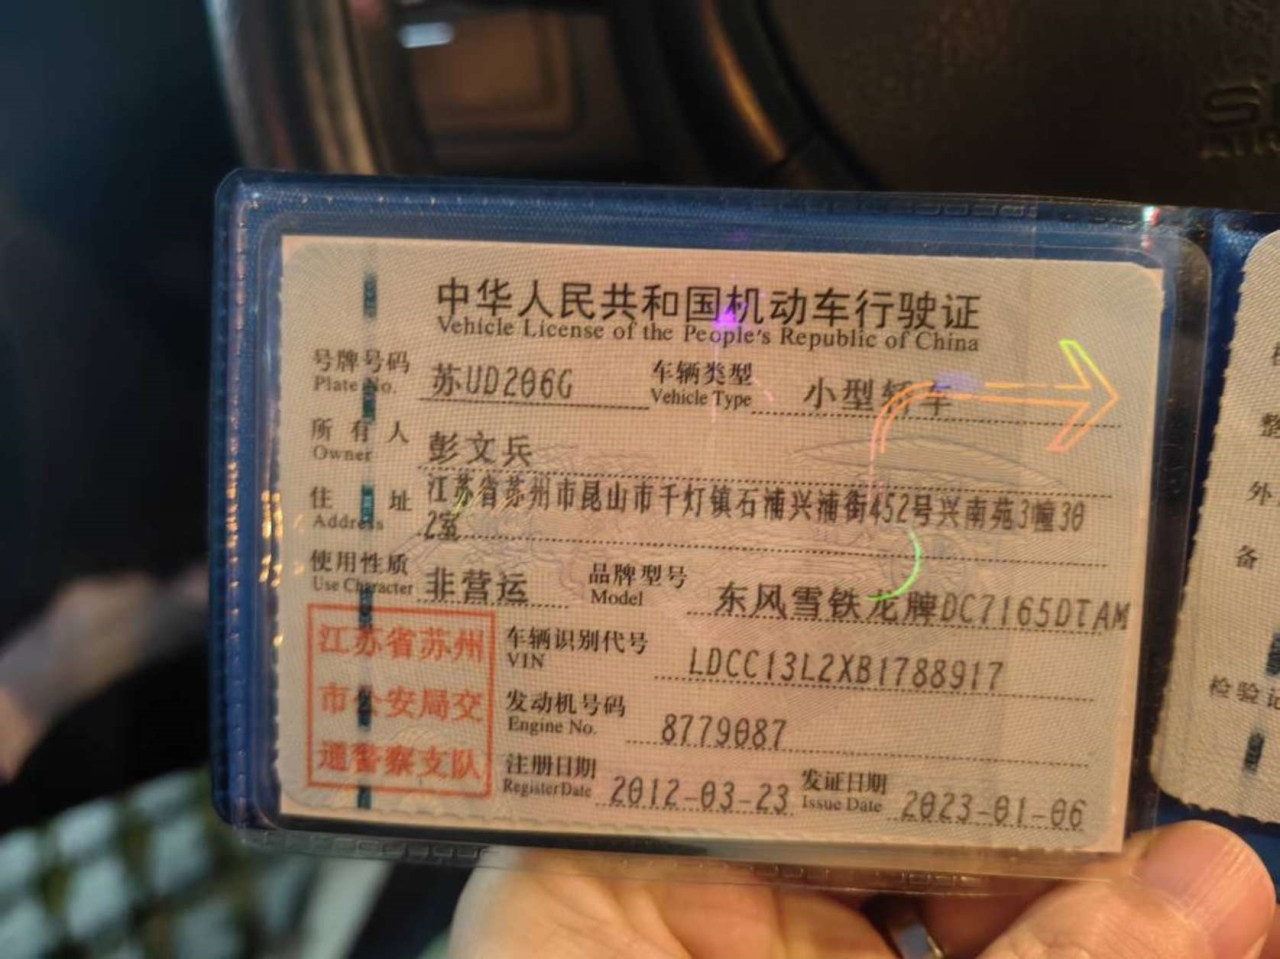 中华人民共和国机动车行驶证
Vehicle License of the People's Republic of China
号牌号码 苏UD206G 车辆类型 小型轿车
Plate No. Vehicle Type
所有人 彭文兵
Owner
住址 江苏省苏州市昆山市千灯镇石浦兴浦街452号兴南苑3幢30
Address 2室
使用性质 非营运 品牌型号 东风雪铁龙牌DC7165DTAM
Use Character Model
江苏省苏州
市公安局交
通警察支队
车辆识别代号 LDCC13L2XB1788917
VIN
发动机号码 8779087
Engine No.
注册日期 2012-03-23 发证日期 2023-01-06
Register Date Issue Date
整
外
备
检验记